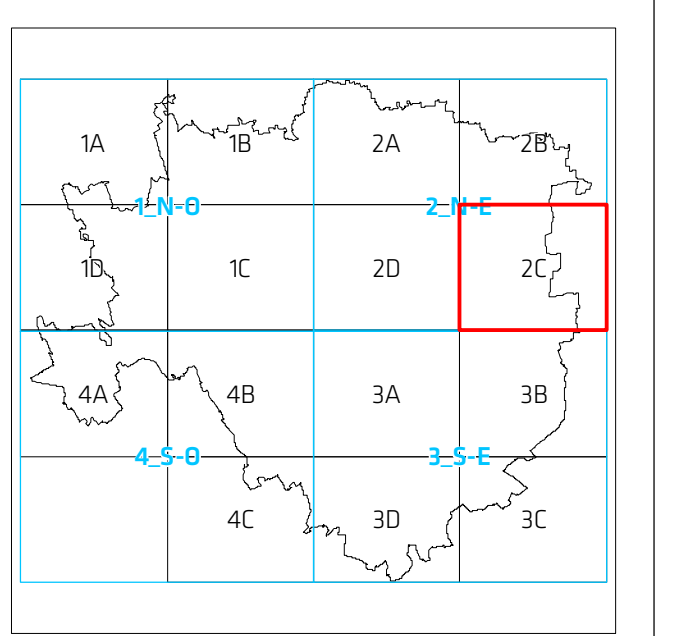 1A 1B 2A 2B
1_N-O 2_N-E
1D 1C 2D 2C
4A 4B 3A 3B
4_S-O 3_S-E
4C 3D 3C